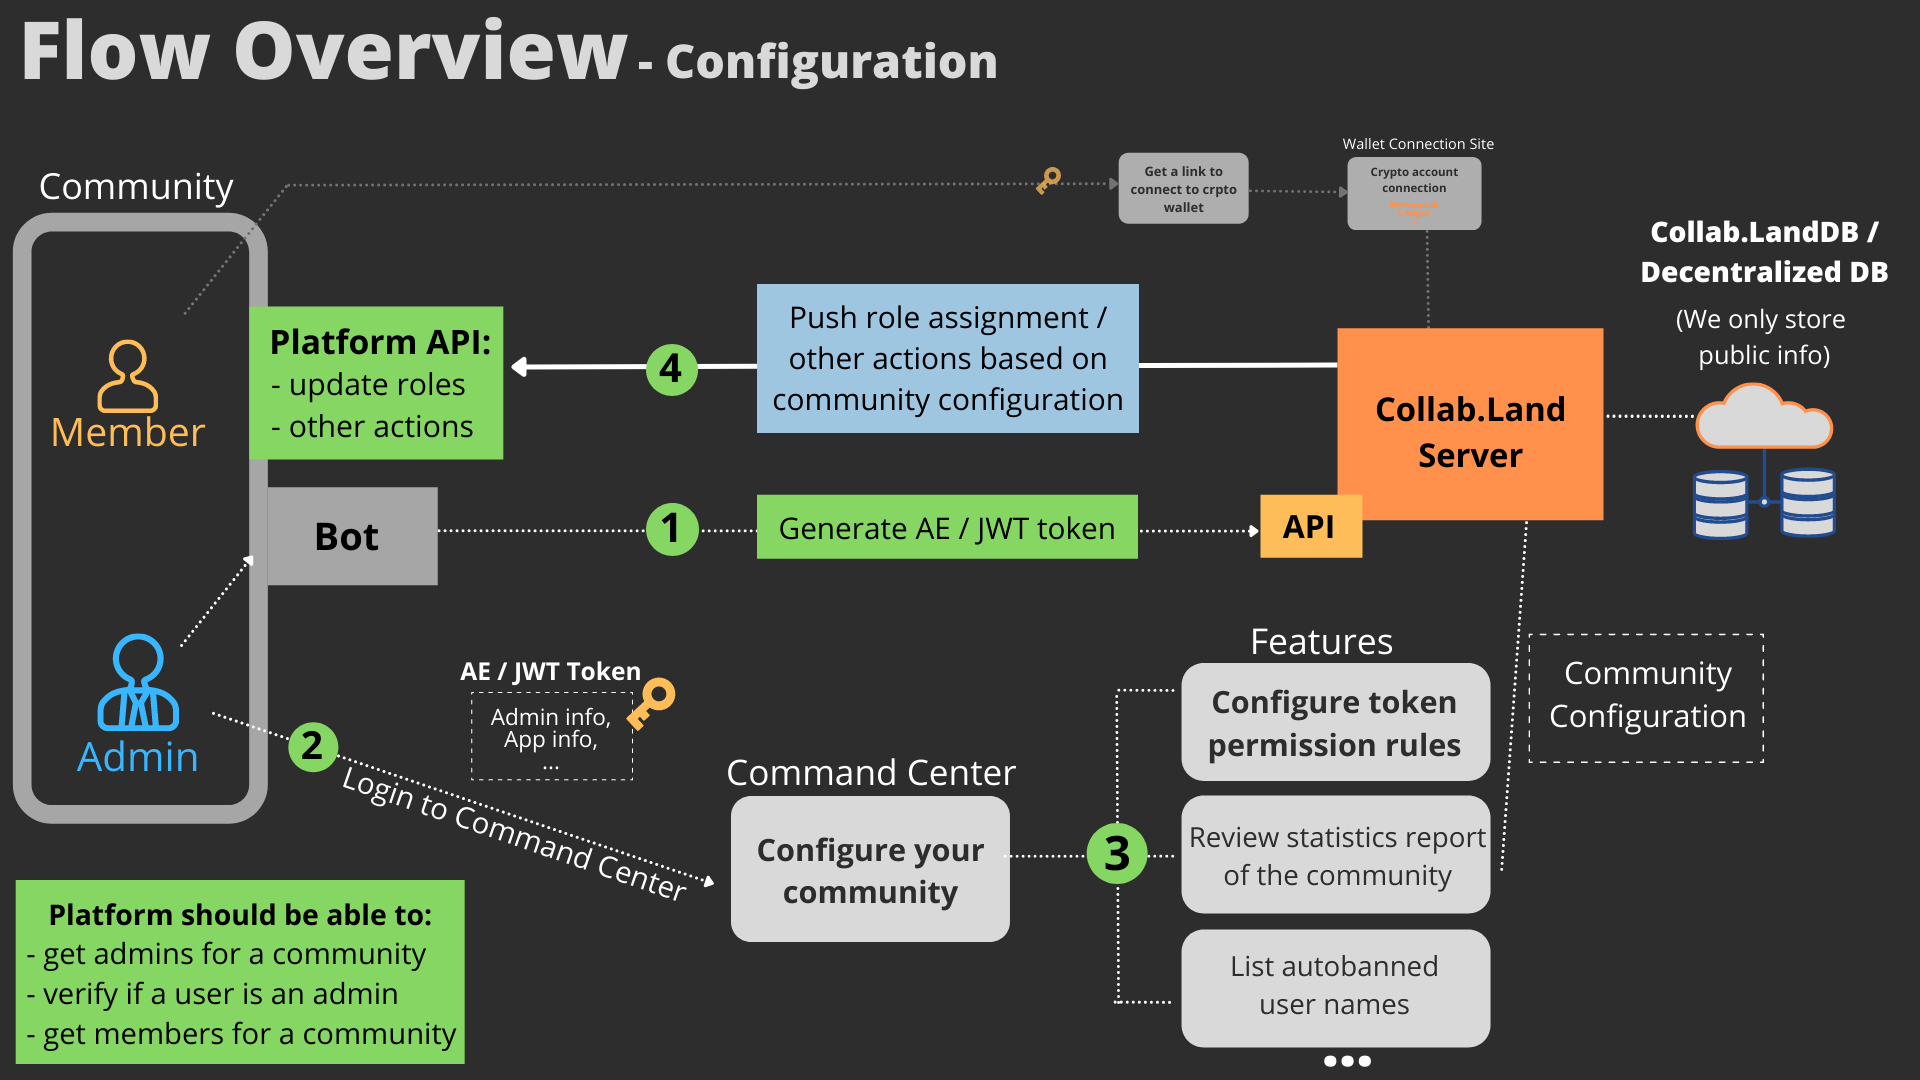 Flow Overview - Configuration
Community
Member
Admin
Get a link to
connect to crpto
wallet
Wallet Connection Site
Crypto account
connection
Collab.LandDB /
Decentralized DB
(We only store
public info)
Platform API:
- update roles
- other actions
4
Push role assignment /
other actions based on
community configuration
Collab.Land
Server
Bot
1
Generate AE / JWT token
API
AE / JWT Token
Admin info,
App info,
...
2
Login to Command Center
Command Center
Configure your
community
3
Features
Configure token
permission rules
Review statistics report
of the community
List autobanned
user names
...
Community
Configuration
Platform should be able to:
- get admins for a community
- verify if a user is an admin
- get members for a community